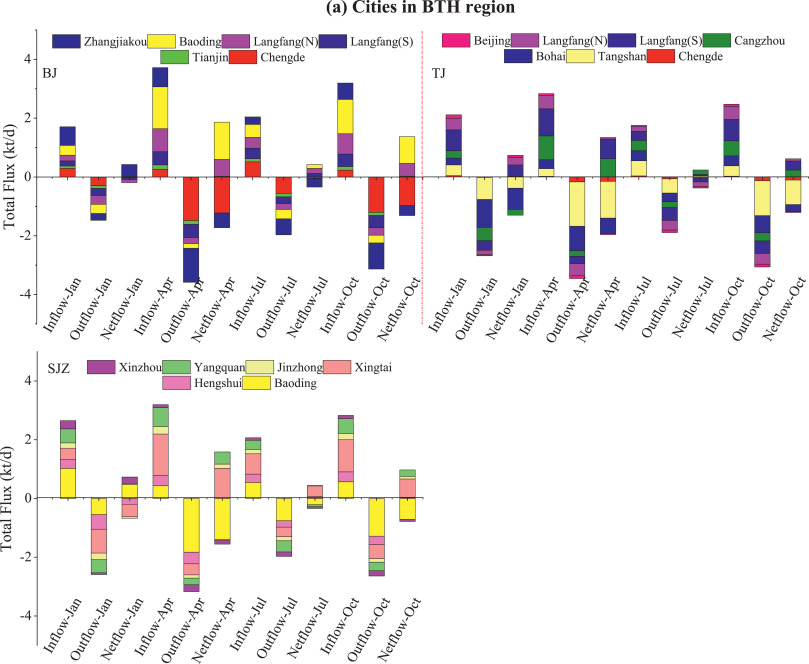 (a) Cities in BTH region
Total Flux (kt/d)
4
2
0
-2
-4
BJ
Zhangjiakou Baoding Langfang(N) Langfang(S)
Tianjin Chengde
Inflow-Jan Outflow-Jan Netflow-Jan Inflow-Apr Outflow-Apr Netflow-Apr Inflow-Jul Outflow-Jul Netflow-Jul Inflow-Oct Outflow-Oct Netflow-Oct
TJ
Beijing Langfang(N) Langfang(S) Cangzhou
Bohai Tangshan Chengde
Inflow-Jan Outflow-Jan Netflow-Jan Inflow-Apr Outflow-Apr Netflow-Apr Inflow-Jul Outflow-Jul Netflow-Jul Inflow-Oct Outflow-Oct Netflow-Oct
Total Flux (kt/d)
4
2
0
-2
-4
SJZ
Xinzhou Yangquan Jinzhong Xingtai
Hengshui Baoding
Inflow-Jan Outflow-Jan Netflow-Jan Inflow-Apr Outflow-Apr Netflow-Apr Inflow-Jul Outflow-Jul Netflow-Jul Inflow-Oct Outflow-Oct Netflow-Oct